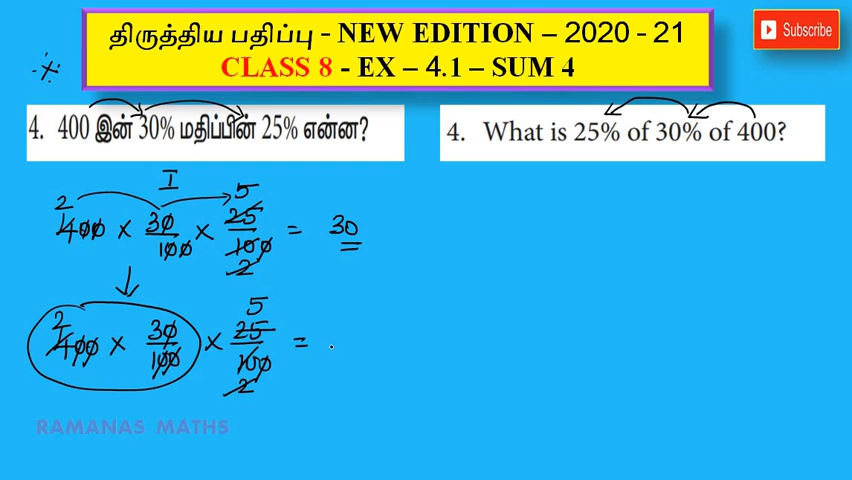 திருத்திய பதிப்பு - NEW EDITION – 2020 - 21
Subscribe
CLASS 8 - EX – 4.1 – SUM 4
4. 400 இன் 30% மதிப்பின் 25% என்ன?
4. What is 25% of 30% of 400?
I
2 5
400 × 30/100 × 25/100 = 30
2
2 5
400 × 30/100 × 25/100 =
2
RAMANAS MATHS